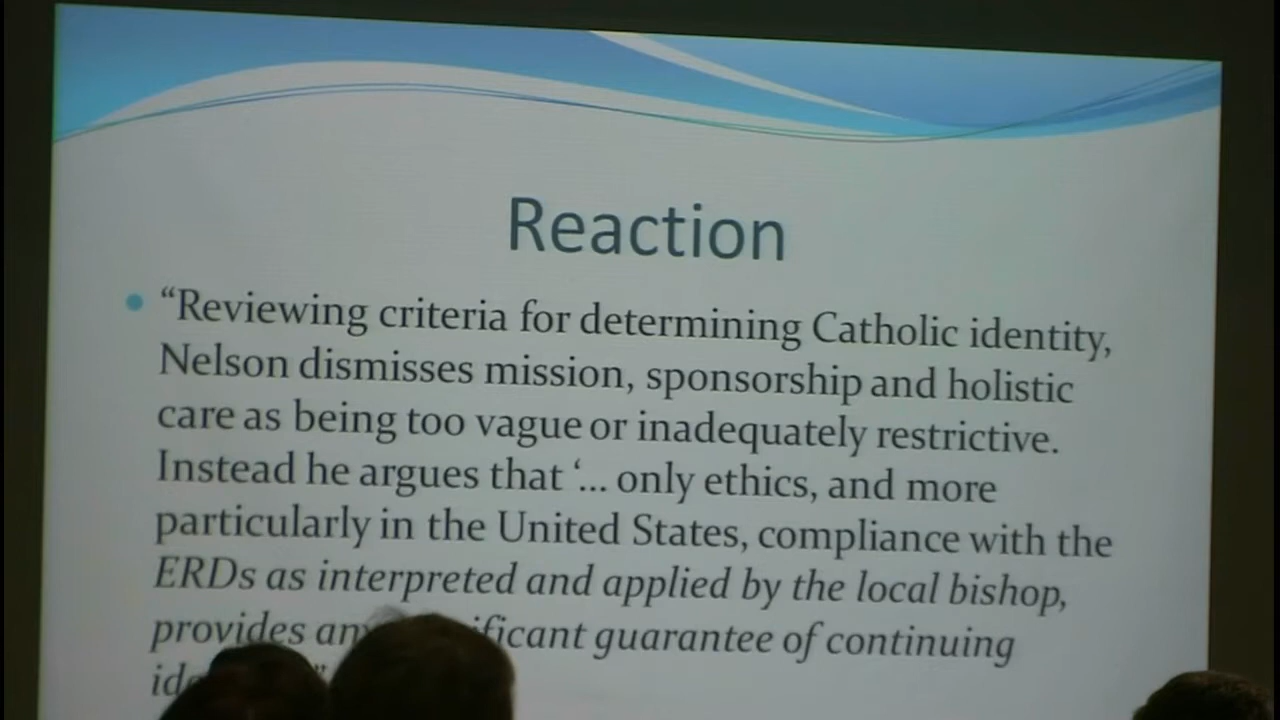 Reaction
• “Reviewing criteria for determining Catholic identity,
Nelson dismisses mission, sponsorship and holistic
care as being too vague or inadequately restrictive.
Instead he argues that ‘... only ethics, and more
particularly in the United States, compliance with the
ERDs as interpreted and applied by the local bishop,
provides guarantee of continuing